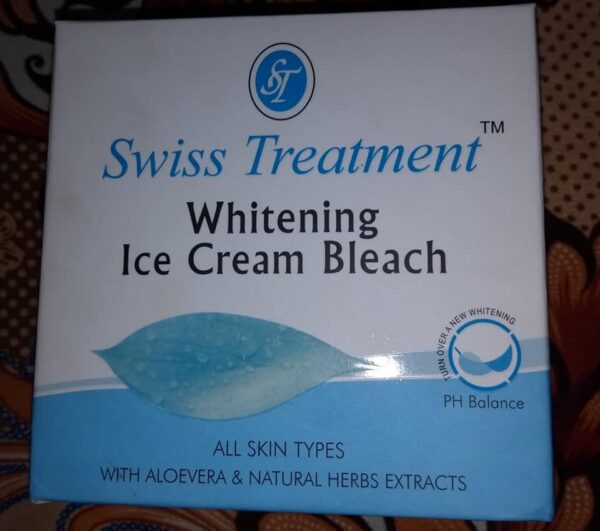 ST
Swiss Treatment™
Whitening
Ice Cream Bleach
TURN OVER A NEW WHITENING
PH Balance
ALL SKIN TYPES
WITH ALOEVERA & NATURAL HERBS EXTRACTS